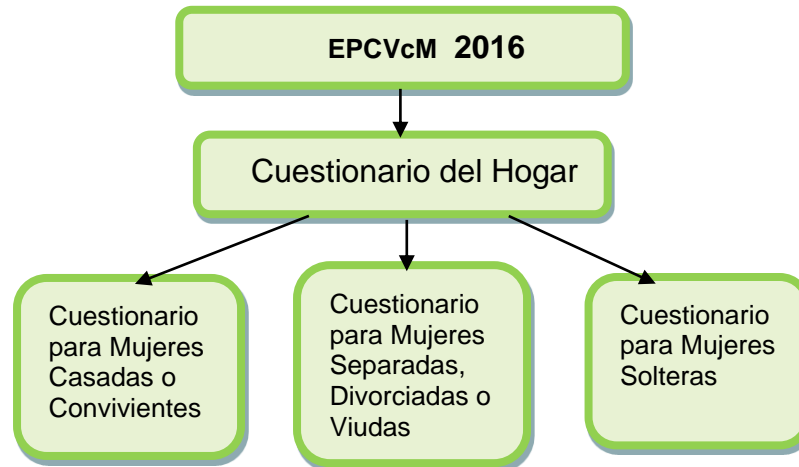 EPCVcM 2016
Cuestionario del Hogar
Cuestionario
para Mujeres
Casadas o
Convivientes
Cuestionario
para Mujeres
Separadas,
Divorciadas o
Viudas
Cuestionario
para Mujeres
Solteras